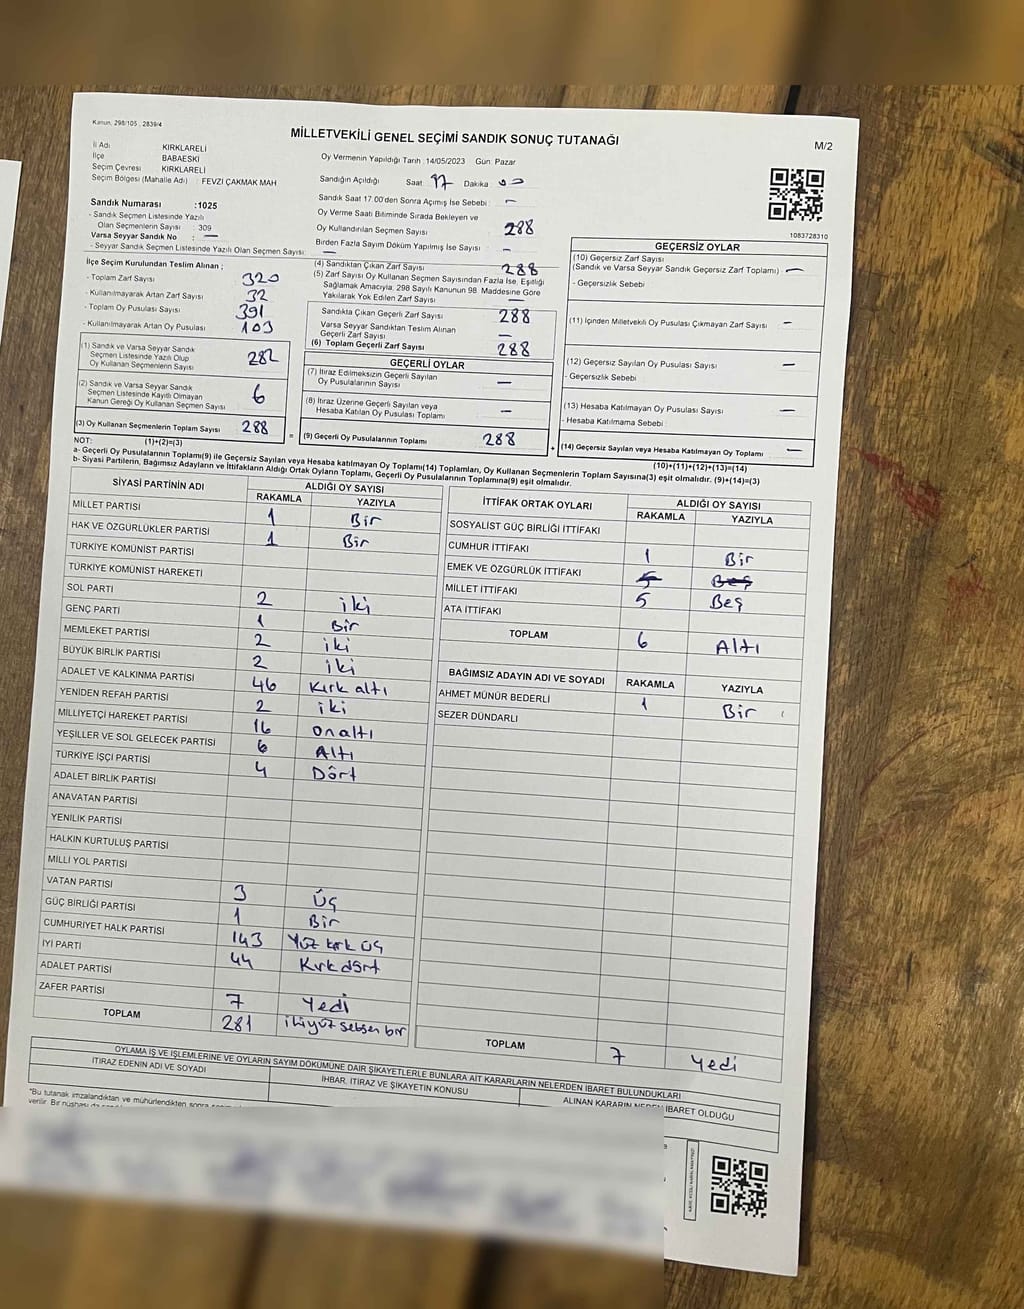 Kanun, 298/105 , 2839/4
MİLLETVEKİLİ GENEL SEÇİMİ SANDIK SONUÇ TUTANAĞI
M/2
İl Adı KIRKLARELİ
İlçe BABAESKİ
Seçim Çevresi KIRKLARELİ
Seçim Bölgesi (Mahalle Adı) : FEVZİ ÇAKMAK MAH
Sandık Numarası :1025
- Sandık Seçmen Listesinde Yazılı
Olan Seçmenlerin Sayısı : 309
Varsa Seyyar Sandık No : —
- Seyyar Sandık Seçmen Listesinde Yazılı Olan Seçmen Sayısı: —
Oy Vermenin Yapıldığı Tarih :14/05/2023 Gün: Pazar
Sandığın Açıldığı Saat: 17 Dakika 00
Sandık Saat 17.00'den Sonra Açımış İse Sebebi : —
Oy Verme Saati Bitiminde Sırada Bekleyen ve
Oy Kullandırılan Seçmen Sayısı 288
Birden Fazla Sayım Döküm Yapılmış İse Sayısı —
1083728310
İlçe Seçim Kurulundan Teslim Alınan ;
- Toplam Zarf Sayısı 320
- Kullanılmayarak Artan Zarf Sayısı 32
- Toplam Oy Pusulası Sayısı 391
- Kullanılmayarak Artan Oy Pusulası 103
(1) Sandık ve Varsa Seyyar Sandık
Seçmen Listesinde Yazılı Olup
Oy Kullanan Seçmenlerin Sayısı 282
(2) Sandık ve Varsa Seyyar Sandık
Seçmen Listesinde Kayıtlı Olmayan
Kanun Gereği Oy Kullanan Seçmen Sayısı 6
(3) Oy Kullanan Seçmenlerin Toplam Sayısı 288
(4) Sandıktan Çıkan Zarf Sayısı 288
(5) Zarf Sayısı Oy Kullanan Seçmen Sayısından Fazla İse, Eşitliği
Sağlamak Amacıyla, 298 Sayılı Kanunun 98. Maddesine Göre
Yakılarak Yok Edilen Zarf Sayısı —
Sandıkta Çıkan Geçerli Zarf Sayısı 288
Varsa Seyyar Sandıktan Teslim Alınan
Geçerli Zarf Sayısı —
(6) Toplam Geçerli Zarf Sayısı 288
GEÇERLİ OYLAR
(7) İtiraz Edilmeksizin Geçerli Sayılan
Oy Pusulalarının Sayısı —
(8) İtiraz Üzerine Geçerli Sayılan veya
Hesaba Katılan Oy Pusulası Toplamı —
= (9) Geçerli Oy Pusulalarının Toplamı 288
GEÇERSİZ OYLAR
(10) Geçersiz Zarf Sayısı
(Sandık ve Varsa Seyyar Sandık Geçersiz Zarf Toplamı) —
- Geçersizlik Sebebi
(11) İçinden Milletvekili Oy Pusulası Çıkmayan Zarf Sayısı —
(12) Geçersiz Sayılan Oy Pusulası Sayısı —
- Geçersizlik Sebebi
(13) Hesaba Katılmayan Oy Pusulası Sayısı —
- Hesaba Katılmama Sebebi
+ (14) Geçersiz Sayılan veya Hesaba Katılmayan Oy Toplamı —
NOT: (1)+(2)=(3)
(10)+(11)+(12)+(13)=(14)
a- Geçerli Oy Pusulalarının Toplamı(9) ile Geçersiz Sayılan veya Hesaba katılmayan Oy Toplamı(14) Toplamları, Oy Kullanan Seçmenlerin Toplam Sayısına(3) eşit olmalıdır. (9)+(14)=(3)
b- Siyasi Partilerin, Bağımsız Adayların ve İttifakların Aldığı Ortak Oyların Toplamı, Geçerli Oy Pusulalarının Toplamına(9) eşit olmalıdır.
SİYASİ PARTİNİN ADI ALDIĞI OY SAYISI
RAKAMLA YAZIYLA
MİLLET PARTİSİ 1 Bir
HAK VE ÖZGÜRLÜKLER PARTİSİ 1 Bir
TÜRKİYE KOMÜNİST PARTİSİ
TÜRKİYE KOMÜNİST HAREKETİ
SOL PARTİ 2 iki
GENÇ PARTİ 1 Bir
MEMLEKET PARTİSİ 2 iki
BÜYÜK BİRLİK PARTİSİ 2 iki
ADALET VE KALKINMA PARTİSİ 46 Kırk altı
YENİDEN REFAH PARTİSİ 2 iki
MİLLİYETÇİ HAREKET PARTİSİ 16 onaltı
YEŞİLLER VE SOL GELECEK PARTİSİ 6 Altı
TÜRKİYE İŞÇİ PARTİSİ 4 Dört
ADALET BİRLİK PARTİSİ
ANAVATAN PARTİSİ
YENİLİK PARTİSİ
HALKIN KURTULUŞ PARTİSİ
MİLLİ YOL PARTİSİ
VATAN PARTİSİ 3 Üç
GÜÇ BİRLİĞİ PARTİSİ 1 Bir
CUMHURİYET HALK PARTİSİ 143 Yüz kırk üç
İYİ PARTİ 44 Kırkdört
ADALET PARTİSİ
ZAFER PARTİSİ 7 Yedi
TOPLAM 281 ikiyüz seksen bir
İTTİFAK ORTAK OYLARI ALDIĞI OY SAYISI
RAKAMLA YAZIYLA
SOSYALİST GÜÇ BİRLİĞİ İTTİFAKI
CUMHUR İTTİFAKI 1 Bir
EMEK VE ÖZGÜRLÜK İTTİFAKI 5 Beş
MİLLET İTTİFAKI 5 Beş
ATA İTTİFAKI
TOPLAM 6 Altı
BAĞIMSIZ ADAYIN ADI VE SOYADI RAKAMLA YAZIYLA
AHMET MÜNÜR BEDERLİ 1 Bir
SEZER DÜNDARLI
TOPLAM 7 Yedi
OYLAMA İŞ VE İŞLEMLERİNE VE OYLARIN SAYIM DÖKÜMÜNE DAİR ŞİKAYETLERLE BUNLARA AİT KARARLARIN NELERDEN İBARET BULUNDUKLARI
İTİRAZ EDENİN ADI VE SOYADI İHBAR, İTİRAZ VE ŞİKAYETİN KONUSU ALINAN KARARIN NEDEN İBARET OLDUĞU
"Bu tutanak imzalandıktan ve mühürlendikten sonra
verilir. Bir nüshası da